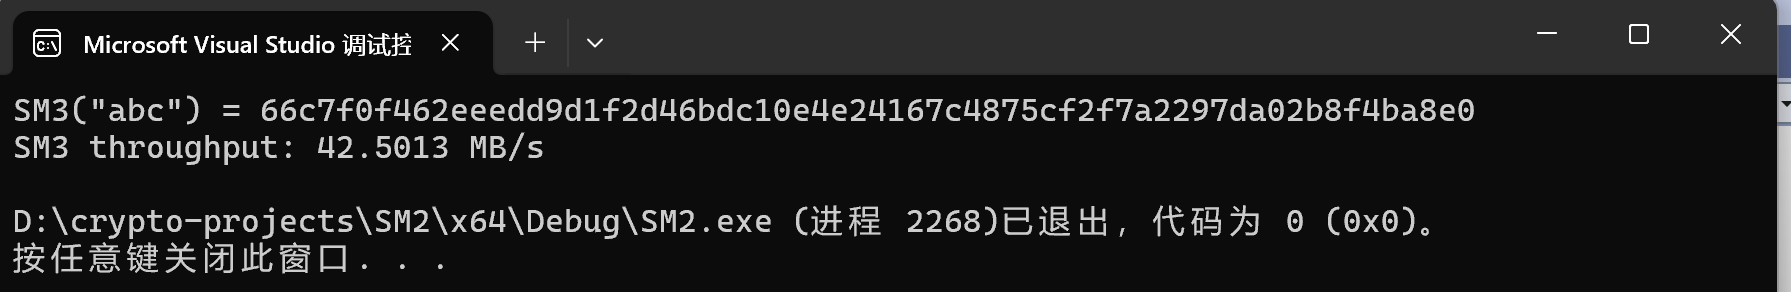 Microsoft Visual Studio 调试控
SM3("abc") = 66c7f0f462eeedd9d1f2d46bdc10e4e24167c4875cf2f7a2297da02b8f4ba8e0
SM3 throughput: 42.5013 MB/s
D:\crypto-projects\SM2\x64\Debug\SM2.exe (进程 2268)已退出，代码为 0 (0x0)。
按任意键关闭此窗口. . .